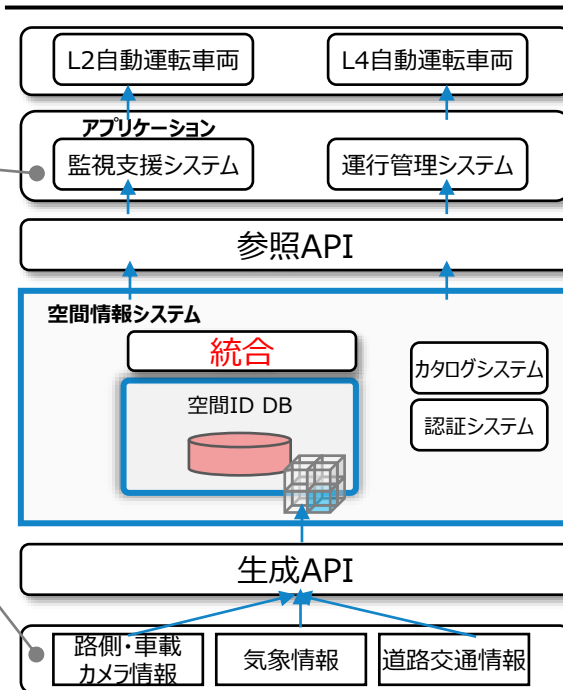 L2自動運転車両
L4自動運転車両
アプリケーション
監視支援システム
運行管理システム
参照API
空間情報システム
統合
空間ID DB
カタログシステム
認証システム
生成API
路側・車載
カメラ情報
気象情報
道路交通情報